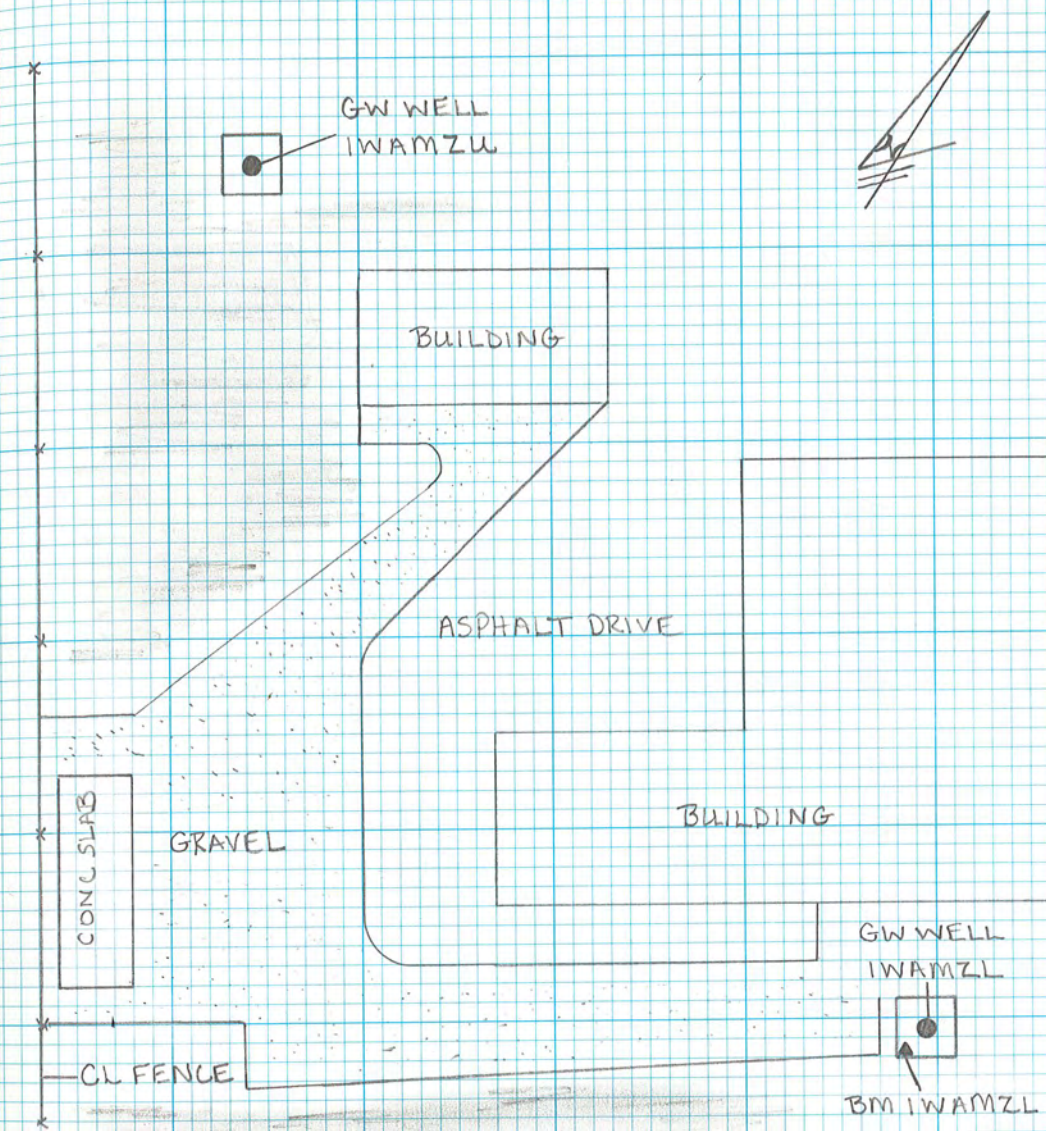 GW WELL
IWAMZU
BUILDING
ASPHALT DRIVE
BUILDING
CONC SLAB
GRAVEL
GW WELL
IWAMZL
CL FENCE
BM IWAMZL